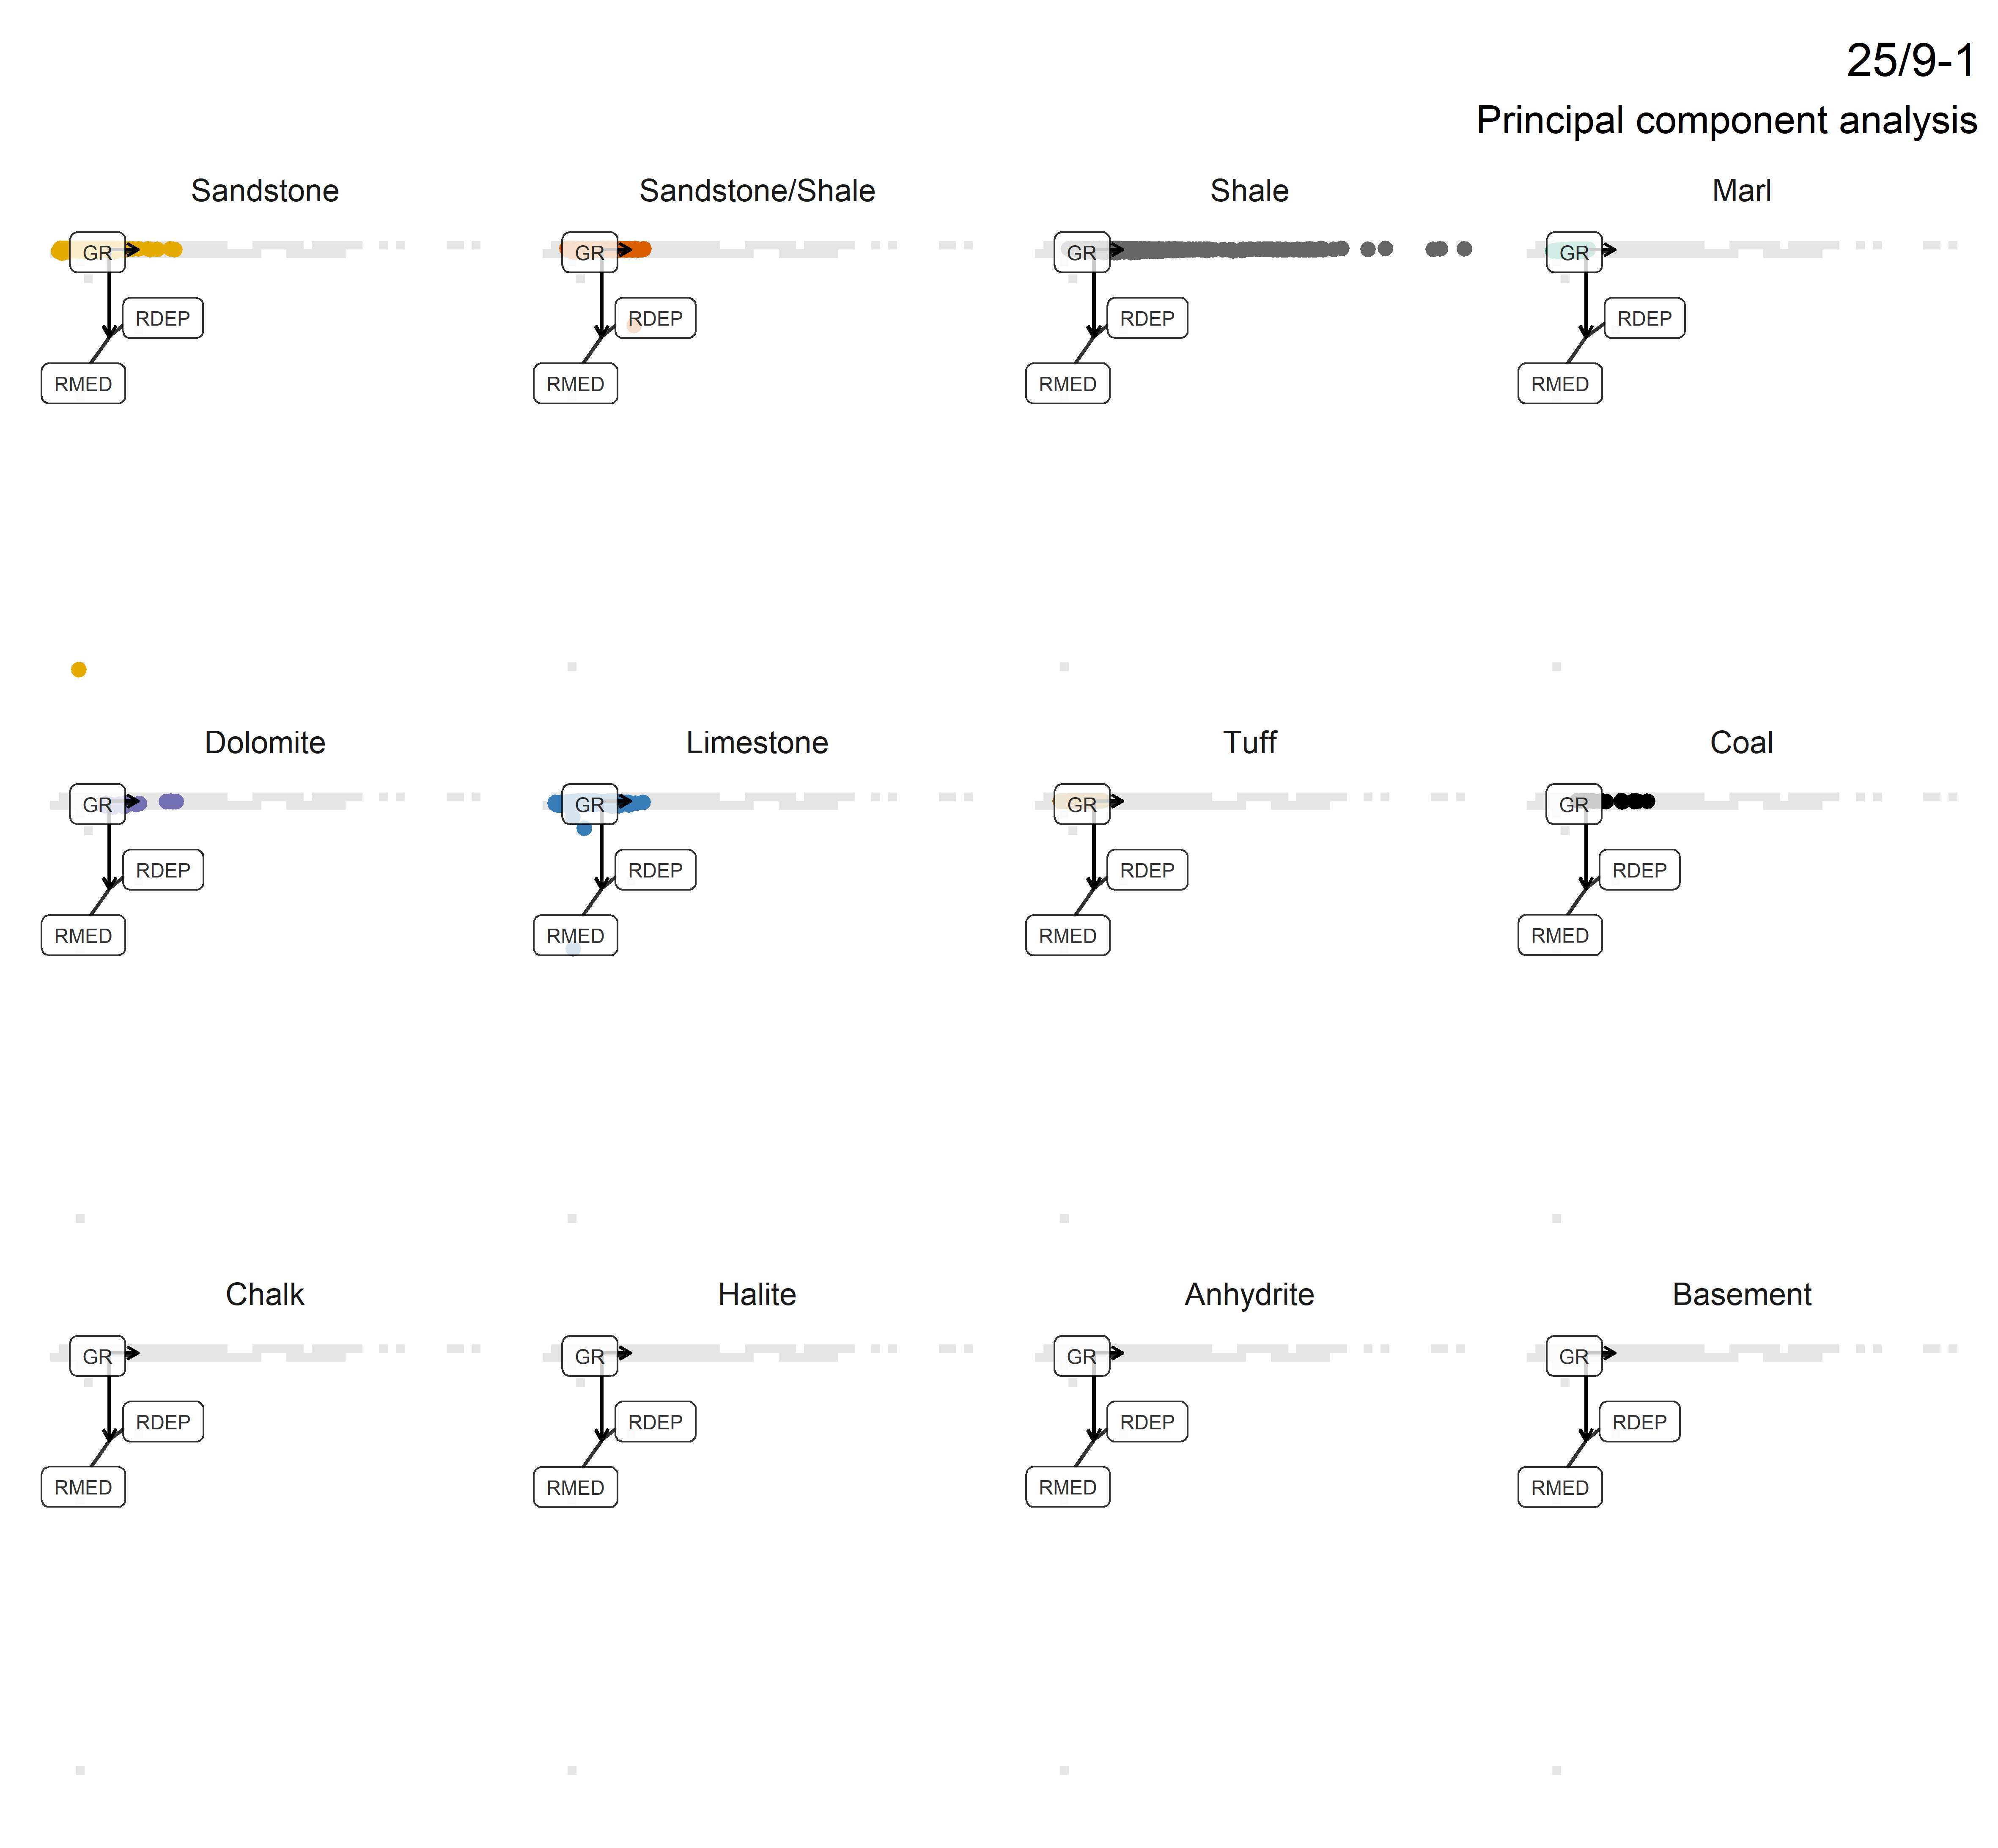 25/9-1
Principal component analysis
Sandstone
Sandstone/Shale
Shale
Marl
GR
GR
GR
GR
RDEP
RDEP
RDEP
RDEP
RMED
RMED
RMED
RMED
Dolomite
Limestone
Tuff
Coal
GR
GR
GR
GR
RDEP
RDEP
RDEP
RDEP
RMED
RMED
RMED
RMED
Chalk
Halite
Anhydrite
Basement
GR
GR
GR
GR
RDEP
RDEP
RDEP
RDEP
RMED
RMED
RMED
RMED